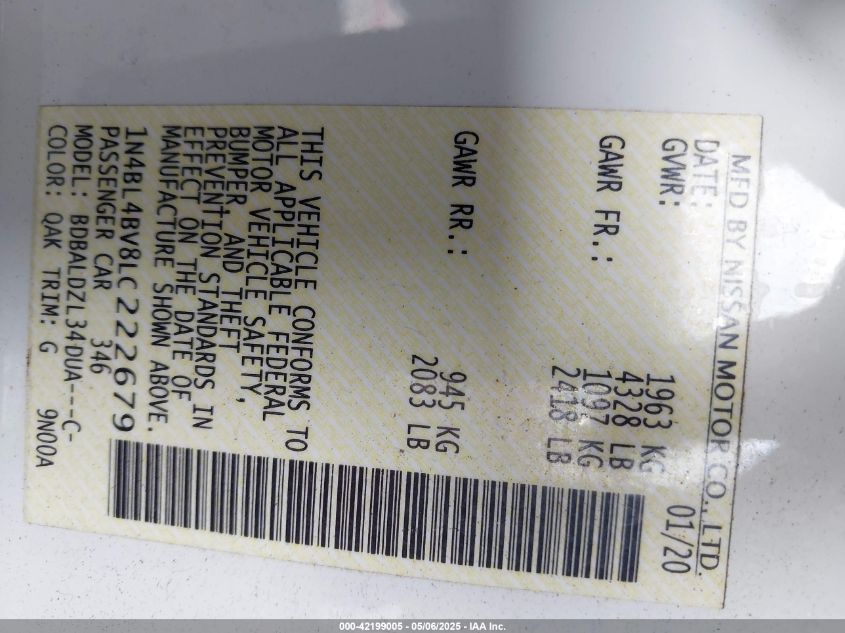 MFD BY NISSAN MOTOR CO., LTD.
DATE: 01/20
GVWR: 1963 KG
4328 LB
GAWR FR.: 1097 KG
2418 LB
GAWR RR.: 945 KG
2083 LB
THIS VEHICLE CONFORMS TO
ALL APPLICABLE FEDERAL
MOTOR VEHICLE SAFETY,
BUMPER AND THEFT
PREVENTION STANDARDS IN
EFFECT ON THE DATE OF
MANUFACTURE SHOWN ABOVE.
1N4BL4BV8LC222679
PASSENGER CAR 346
MODEL: BDBALDZL34DUA---C-
COLOR: QAK TRIM: G 9N00A
000-42199005 - 05/06/2025 - IAA Inc.